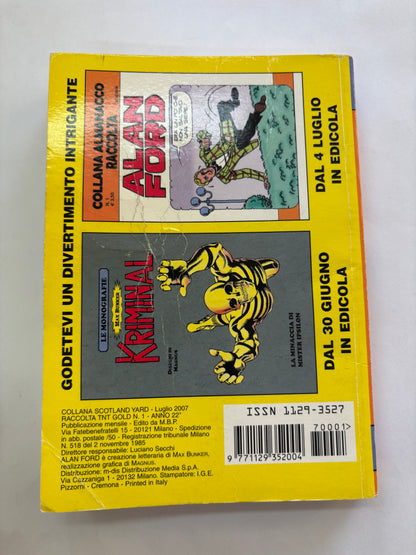 GODETEVI UN DIVERTIMENTO INTRIGANTE
COLLANA ALMANACCO
RACCOLTA
N. 1
ALAN
FORD
DAL 4 LUGLIO
IN EDICOLA
LE MONOGRAFIE
MAX BUNKER
KRIMINAL
DISEGNI DI
MAGNUS
LA MINACCIA DI
MISTER IPSILON
DAL 30 GIUGNO
IN EDICOLA
COLLANA SCOTLAND YARD - Luglio 2007
RACCOLTA TNT GOLD N. 1 - ANNO 22°
Pubblicazione mensile - Edito da M.B.P.
Via Fatebenefratelli 15 - 20121 Milano - Spedizione
in abb. postale /50 - Registrazione tribunale Milano
N. 518 del 2 novembre 1985
Direttore responsabile: Luciano Secchi
ALAN FORD è creazione letteraria di MAX BUNKER,
realizzazione grafica di MAGNUS.
Distribuzione: m-dis Distribuzione Media S.p.A.
Via Cazzaniga 1 - 20132 Milano. Stampatore: I.G.E.
Pizzorni - Cremona - Printed in Italy
ISSN 1129-3527
70001>
9 771129 352004